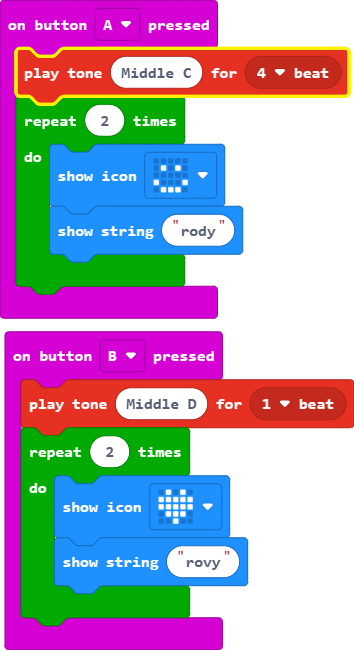 on button A pressed
play tone Middle C for 4 beat
repeat 2 times
do
show icon
show string "rody"
on button B pressed
play tone Middle D for 1 beat
repeat 2 times
do
show icon
show string "rovy"